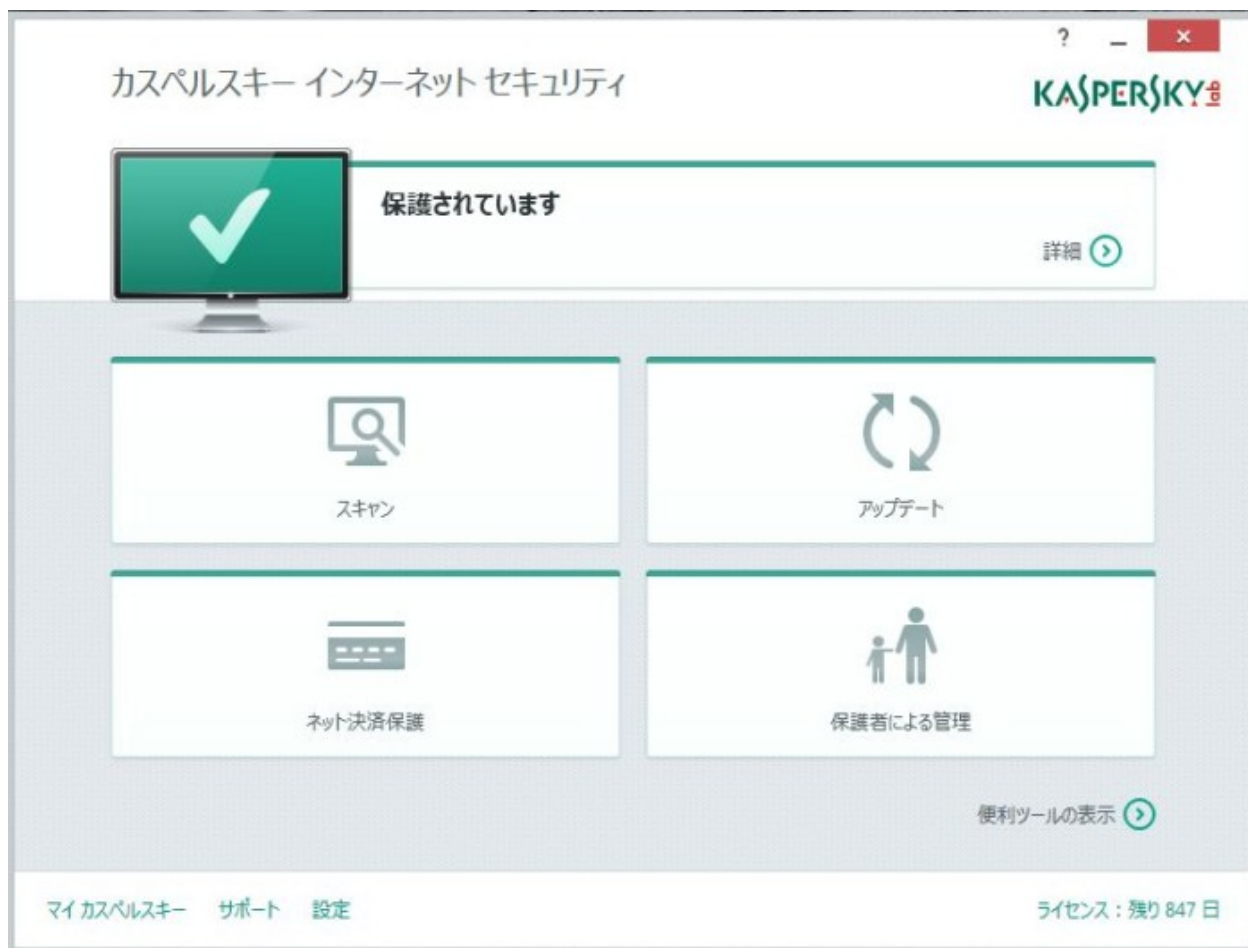 ?
カスペルスキー インターネット セキュリティ
KASPERSKY lab
保護されています
詳細
スキャン
アップデート
ネット決済保護
保護者による管理
便利ツールの表示
マイ カスペルスキー サポート 設定
ライセンス：残り 847 日